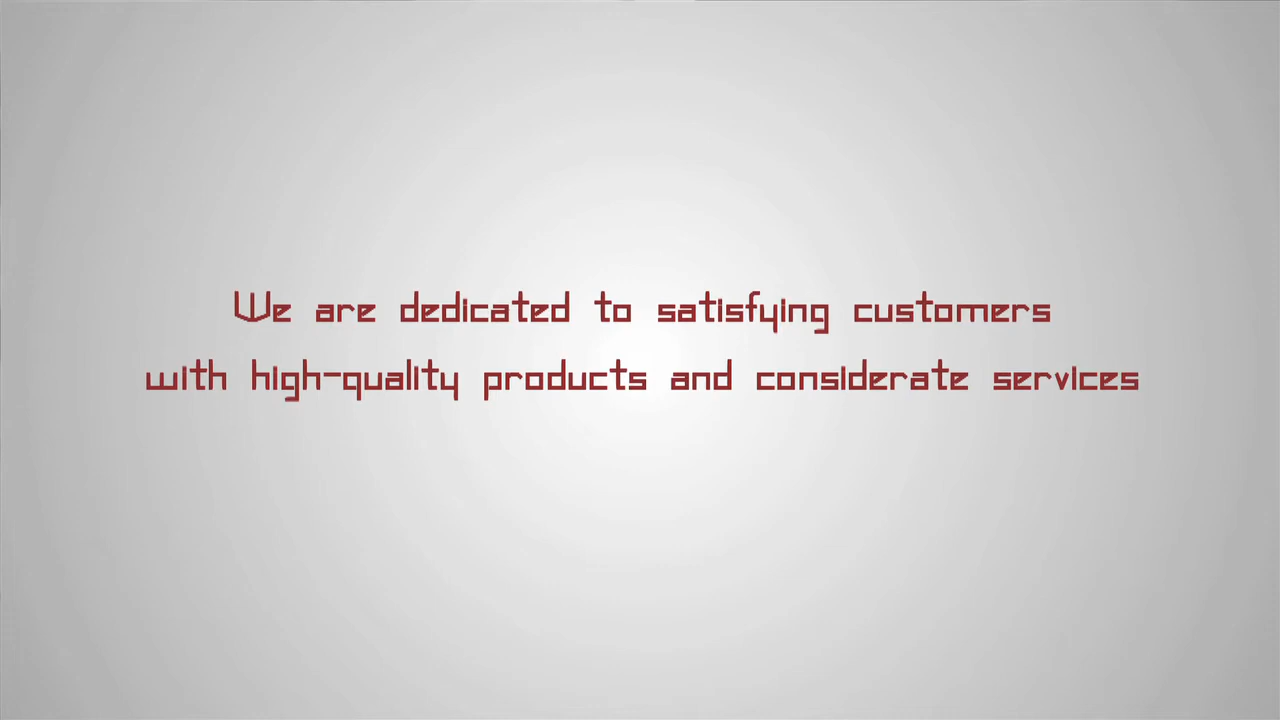 We are dedicated to satisfying customers
with high-quality products and considerate services